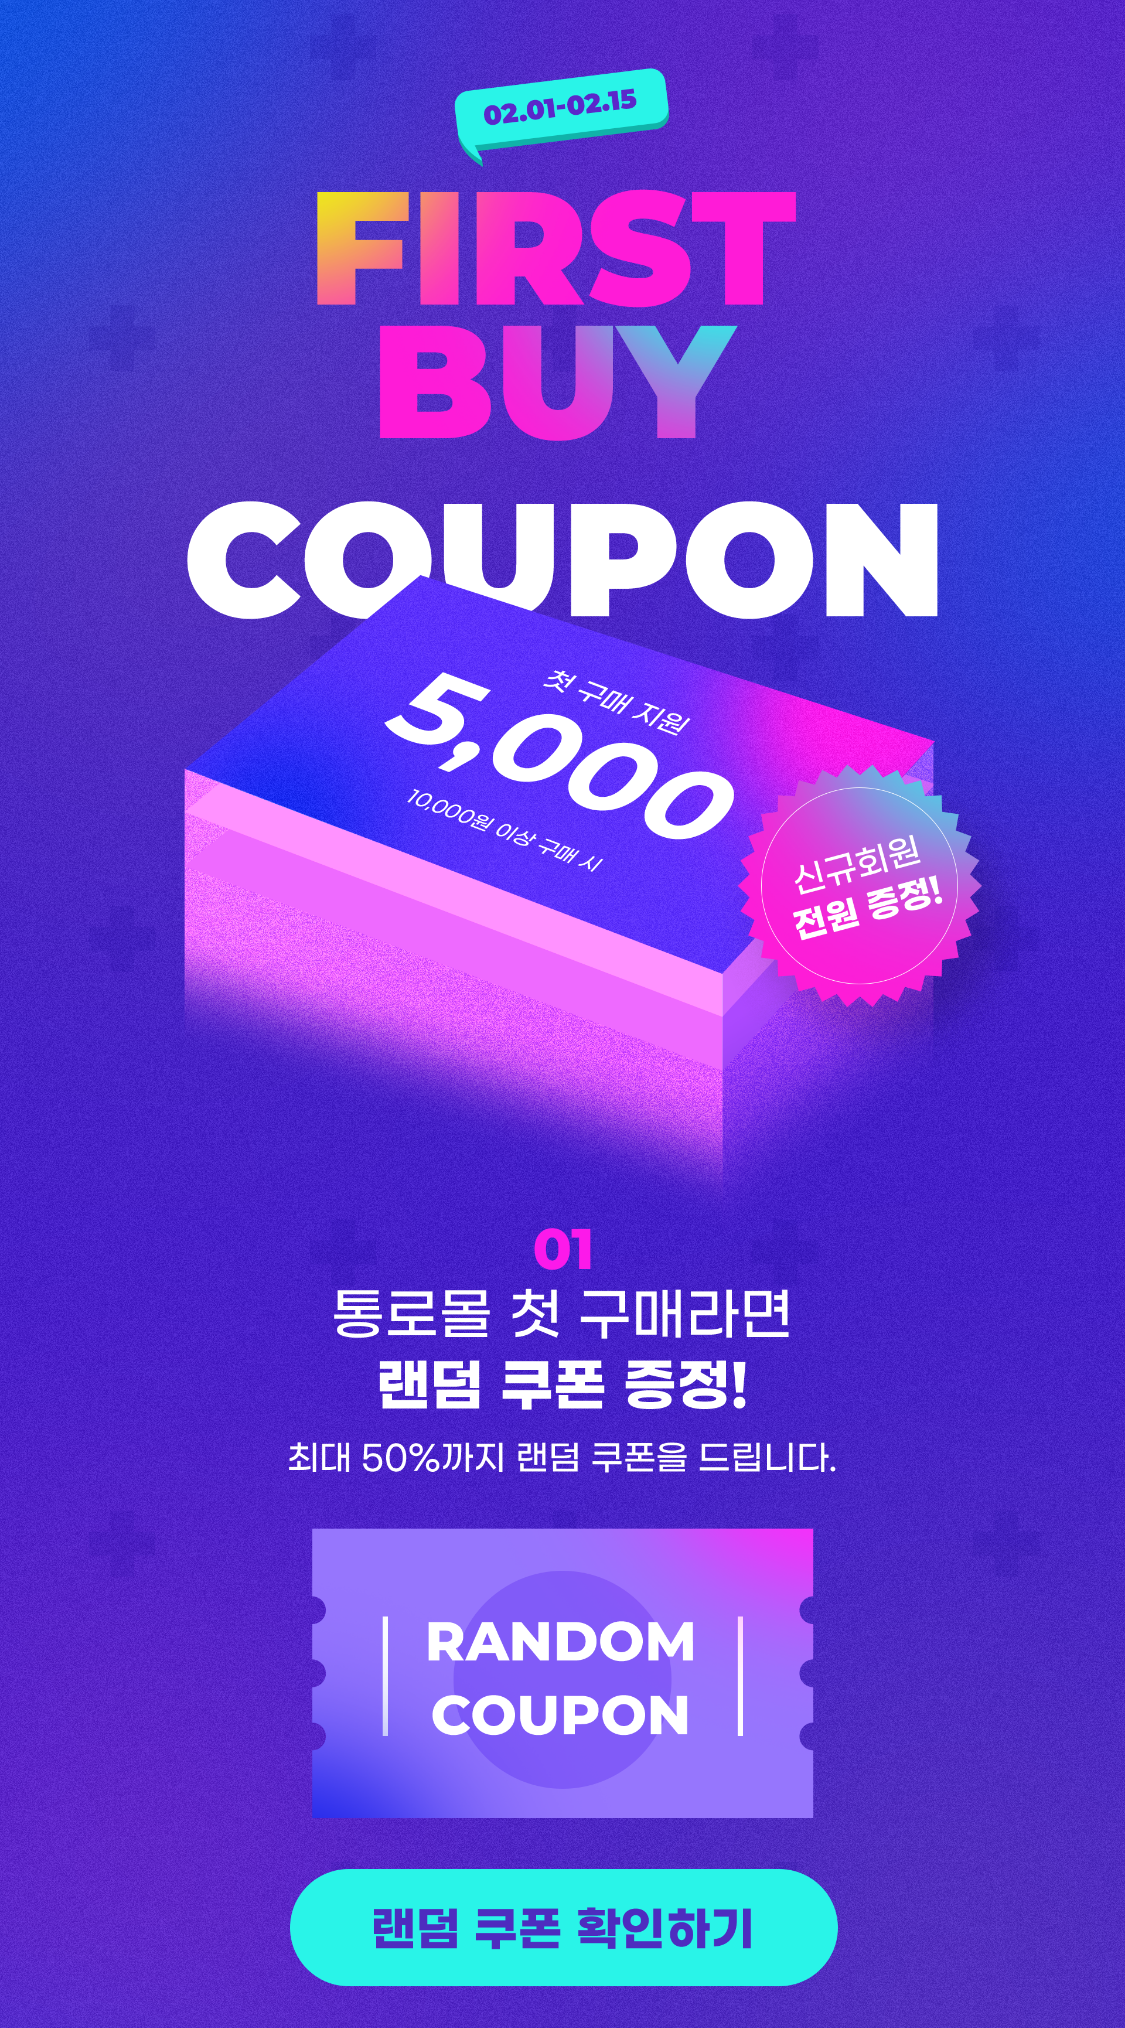 02.01-02.15
FIRST
BUY
COUPON
첫 구매 지원
5,000
10,000원 이상 구매 시
신규회원
전원 증정!
01
통로몰 첫 구매라면
랜덤 쿠폰 증정!
최대 50%까지 랜덤 쿠폰을 드립니다.
RANDOM
COUPON
랜덤 쿠폰 확인하기